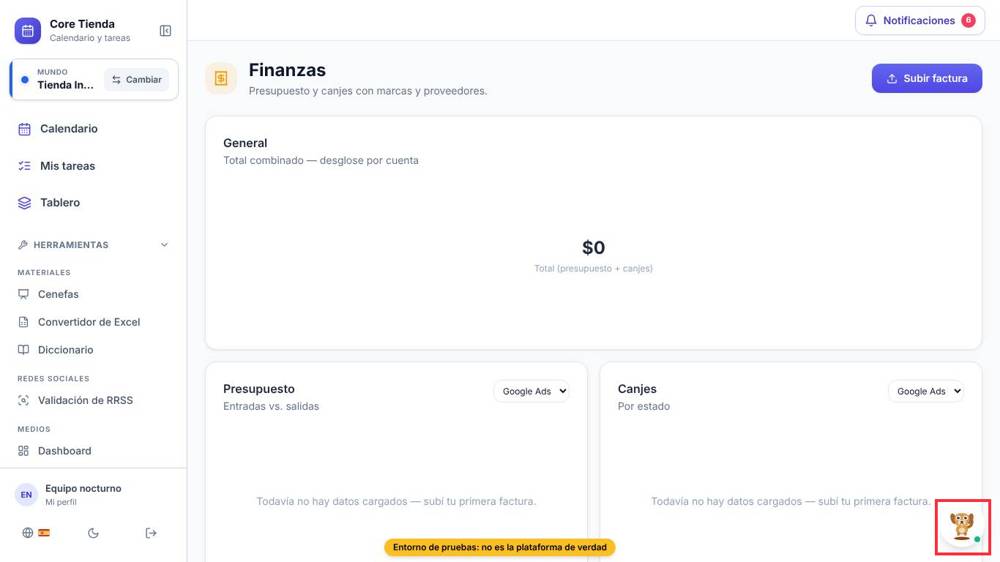 Core Tienda
Calendario y tareas
MUNDO
Tienda In...
Cambiar
Calendario
Mis tareas
Tablero
HERRAMIENTAS
MATERIALES
Cenefas
Convertidor de Excel
Diccionario
REDES SOCIALES
Validación de RRSS
MEDIOS
Dashboard
EN
Equipo nocturno
Mi perfil
Notificaciones 6
Finanzas
Presupuesto y canjes con marcas y proveedores.
Subir factura
General
Total combinado — desglose por cuenta
$0
Total (presupuesto + canjes)
Presupuesto
Entradas vs. salidas
Google Ads
Todavía no hay datos cargados — subí tu primera factura.
Canjes
Por estado
Google Ads
Todavía no hay datos cargados — subí tu primera factura.
Entorno de pruebas: no es la plataforma de verdad